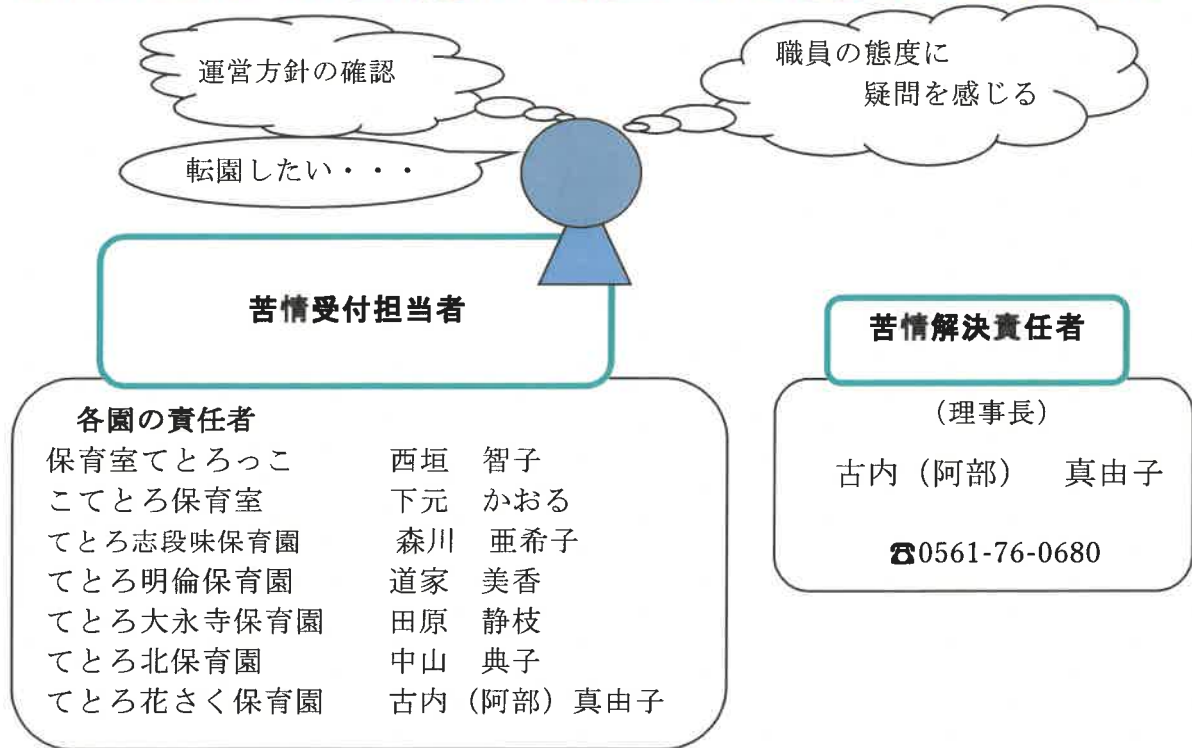 運営方針の確認
職員の態度に
疑問を感じる
転園したい・・・
苦情受付担当者
各園の責任者
保育室てとろっこ 西垣 智子
こてとろ保育室 下元 かおる
てとろ志段味保育園 森川 亜希子
てとろ明倫保育園 道家 美香
てとろ大永寺保育園 田原 静枝
てとろ北保育園 中山 典子
てとろ花さく保育園 古内（阿部）真由子
苦情解決責任者
（理事長）
古内（阿部） 真由子
☎0561-76-0680